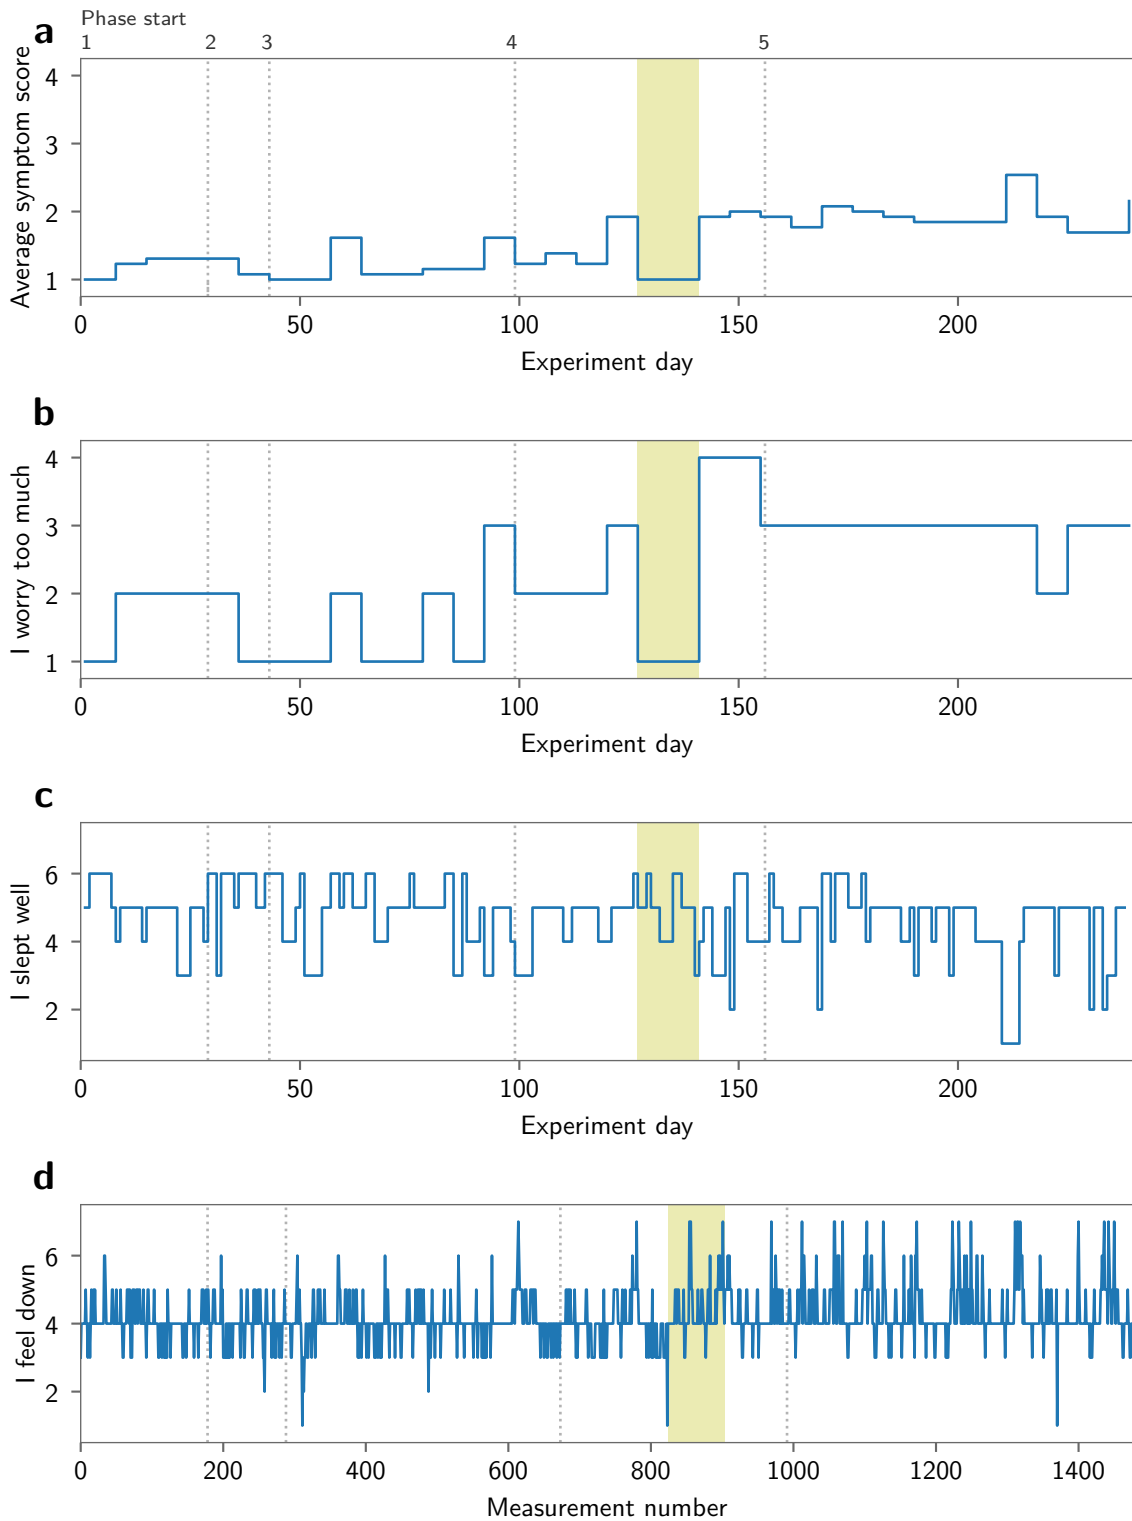 Phase start
a
1 2 3 4 5
Average symptom score
4
3
2
1
0 50 100 150 200
Experiment day
b
I worry too much
4
3
2
1
0 50 100 150 200
Experiment day
c
I slept well
6
4
2
0 50 100 150 200
Experiment day
d
I feel down
6
4
2
0 200 400 600 800 1000 1200 1400
Measurement number